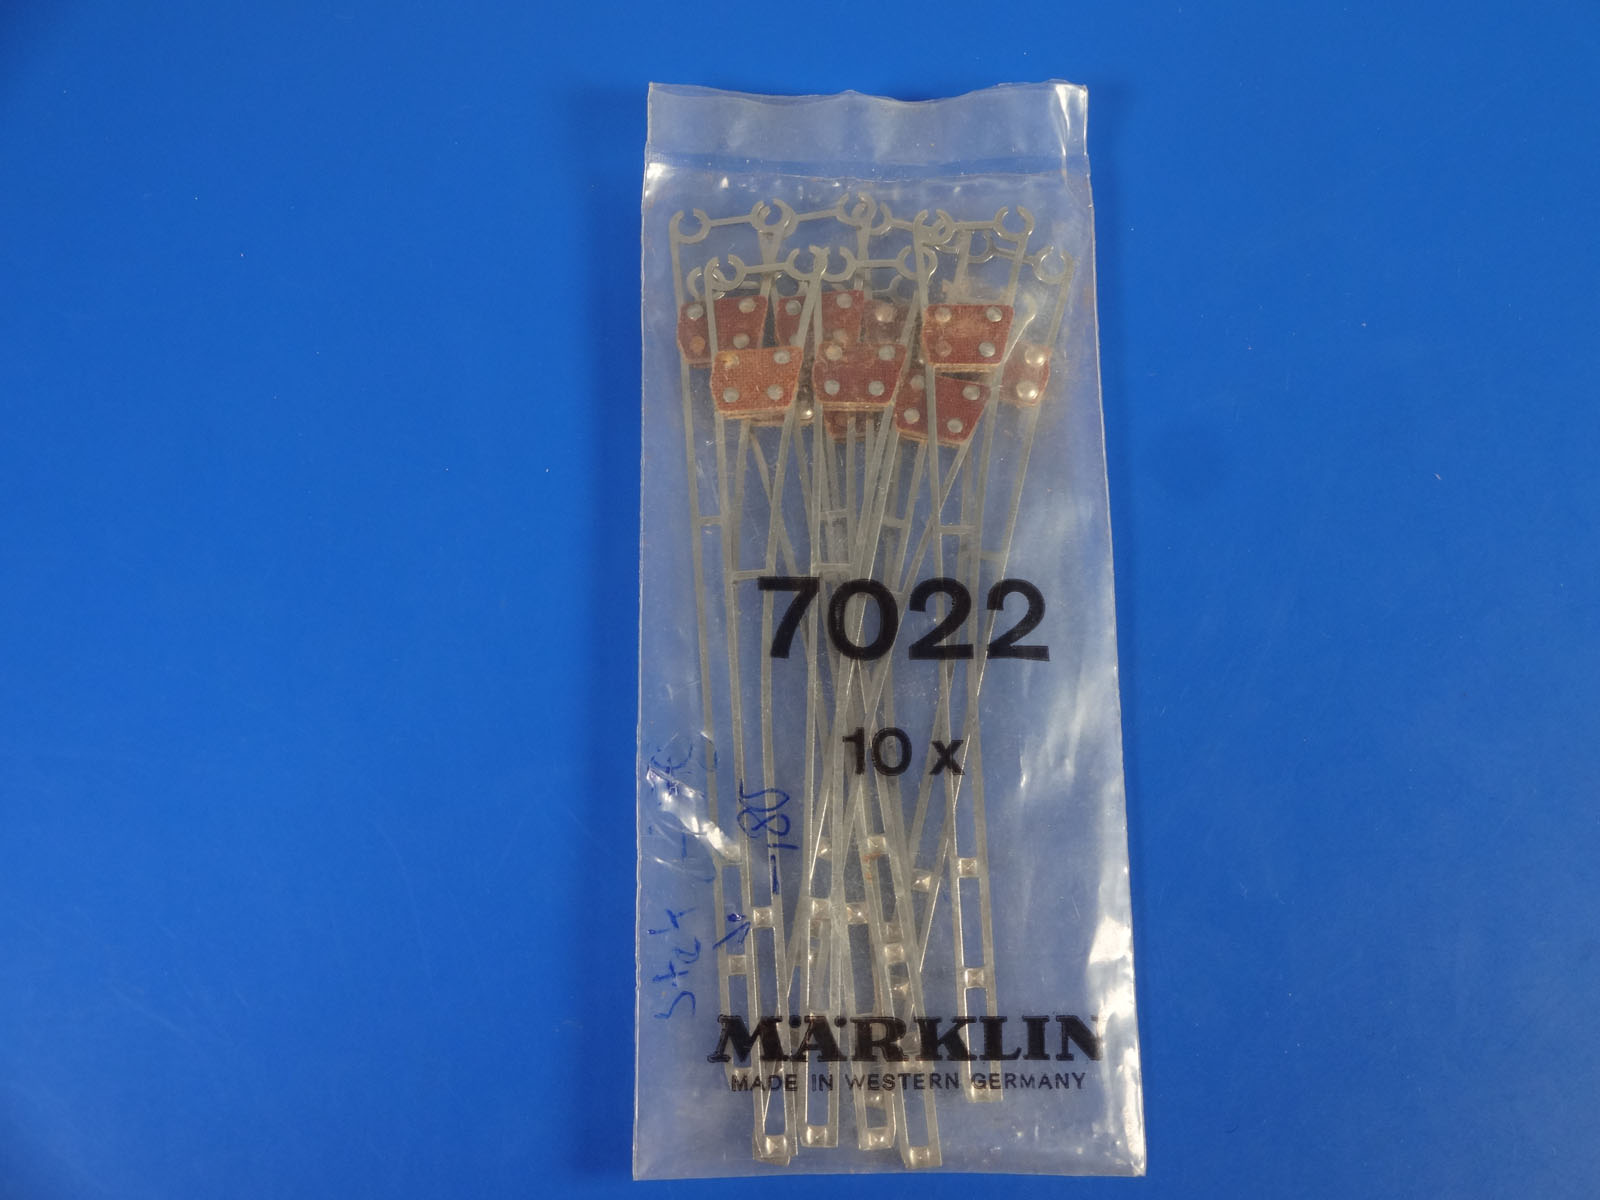 7022
10 x
MÄRKLIN
MADE IN WESTERN GERMANY